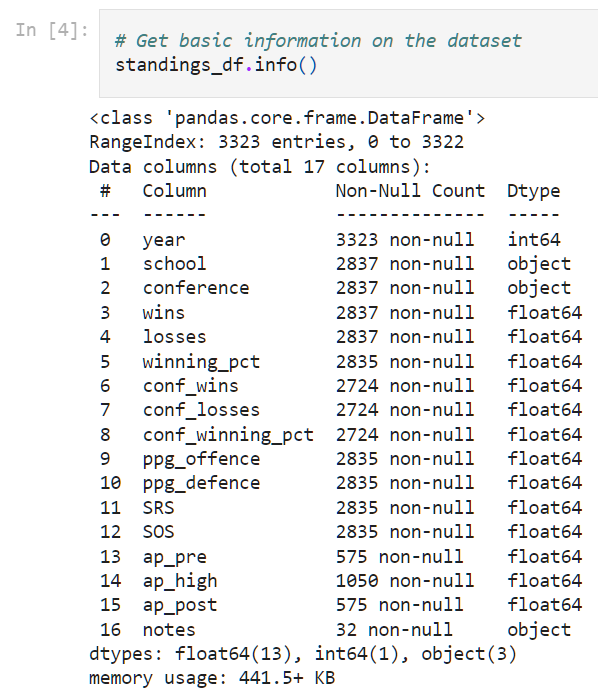 In [4]:
# Get basic information on the dataset
standings_df.info()
<class 'pandas.core.frame.DataFrame'>
RangeIndex: 3323 entries, 0 to 3322
Data columns (total 17 columns):
 #   Column            Non-Null Count  Dtype
---  ------            --------------  -----
 0   year              3323 non-null   int64
 1   school            2837 non-null   object
 2   conference        2837 non-null   object
 3   wins              2837 non-null   float64
 4   losses            2837 non-null   float64
 5   winning_pct       2835 non-null   float64
 6   conf_wins         2724 non-null   float64
 7   conf_losses       2724 non-null   float64
 8   conf_winning_pct  2724 non-null   float64
 9   ppg_offence       2835 non-null   float64
 10  ppg_defence       2835 non-null   float64
 11  SRS               2835 non-null   float64
 12  SOS               2835 non-null   float64
 13  ap_pre            575 non-null    float64
 14  ap_high           1050 non-null   float64
 15  ap_post           575 non-null    float64
 16  notes             32 non-null     object
dtypes: float64(13), int64(1), object(3)
memory usage: 441.5+ KB